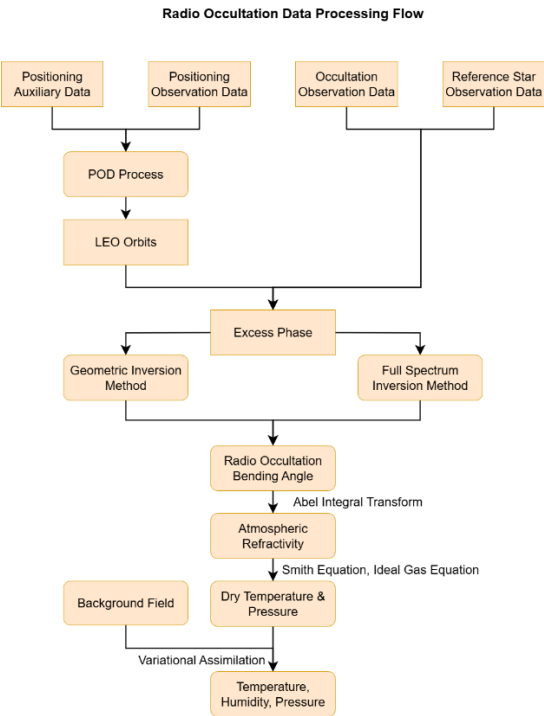 Radio Occultation Data Processing Flow
Positioning
Auxiliary Data
Positioning
Observation Data
Occultation
Observation Data
Reference Star
Observation Data
POD Process
LEO Orbits
Excess Phase
Geometric Inversion
Method
Full Spectrum
Inversion Method
Radio Occultation
Bending Angle
Abel Integral Transform
Atmospheric
Refractivity
Smith Equation, Ideal Gas Equation
Background Field
Dry Temperature &
Pressure
Variational Assimilation
Temperature,
Humidity, Pressure